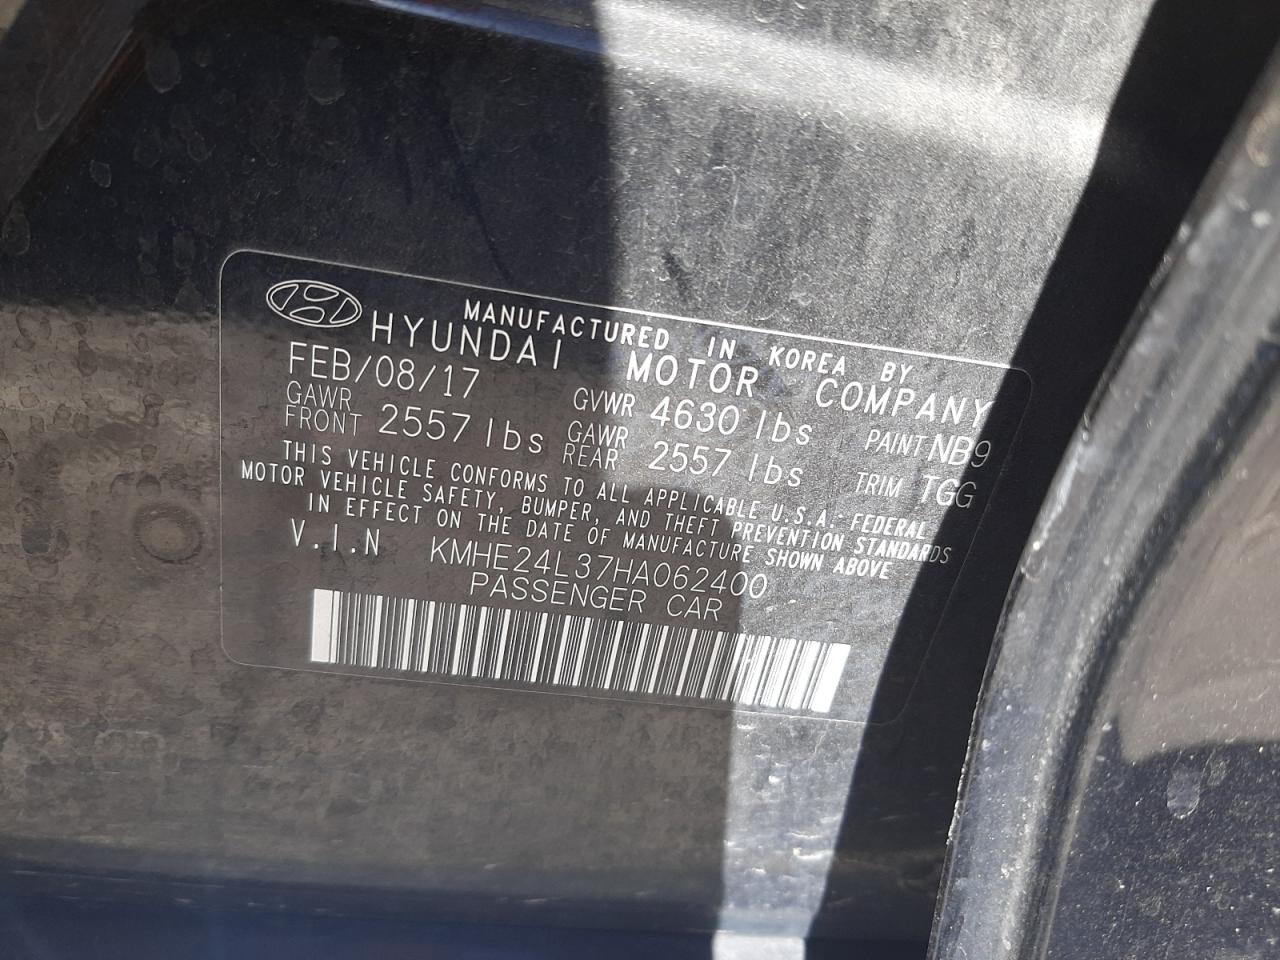 MANUFACTURED IN KOREA BY
HYUNDAI MOTOR COMPANY
FEB/08/17 GVWR 4630 lbs PAINT NB9
GAWR FRONT 2557 lbs GAWR REAR 2557 lbs TRIM TGG
THIS VEHICLE CONFORMS TO ALL APPLICABLE U.S.A. FEDERAL
MOTOR VEHICLE SAFETY, BUMPER, AND THEFT PREVENTION STANDARDS
IN EFFECT ON THE DATE OF MANUFACTURE SHOWN ABOVE
V.I.N KMHE24L37HA062400
PASSENGER CAR